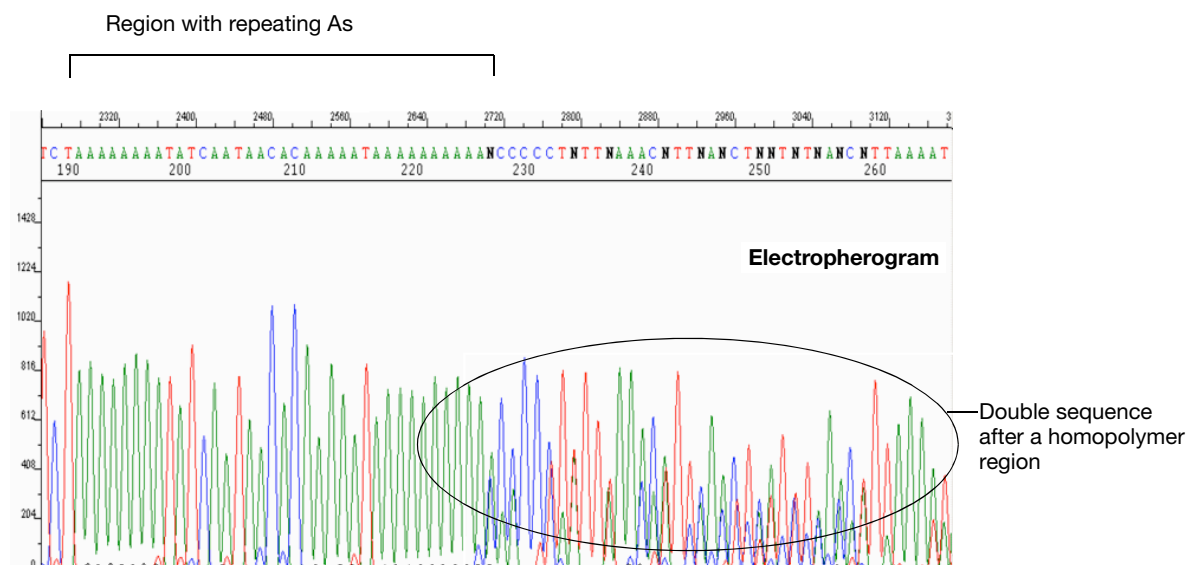 Region with repeating As
2320 2400 2480 2560 2640 2720 2800 2880 2960 3040 3120 3
TCTAAAAAAAATATCAATAACACAAAAATAAAAAAAAAANCCCCCTNTTNAAACNTTNANCTNNTNTNANCNTTAAAAT
190 200 210 220 230 240 250 260
1428
1224
1020
816
612
408
204
0
Electropherogram
Double sequence
after a homopolymer
region